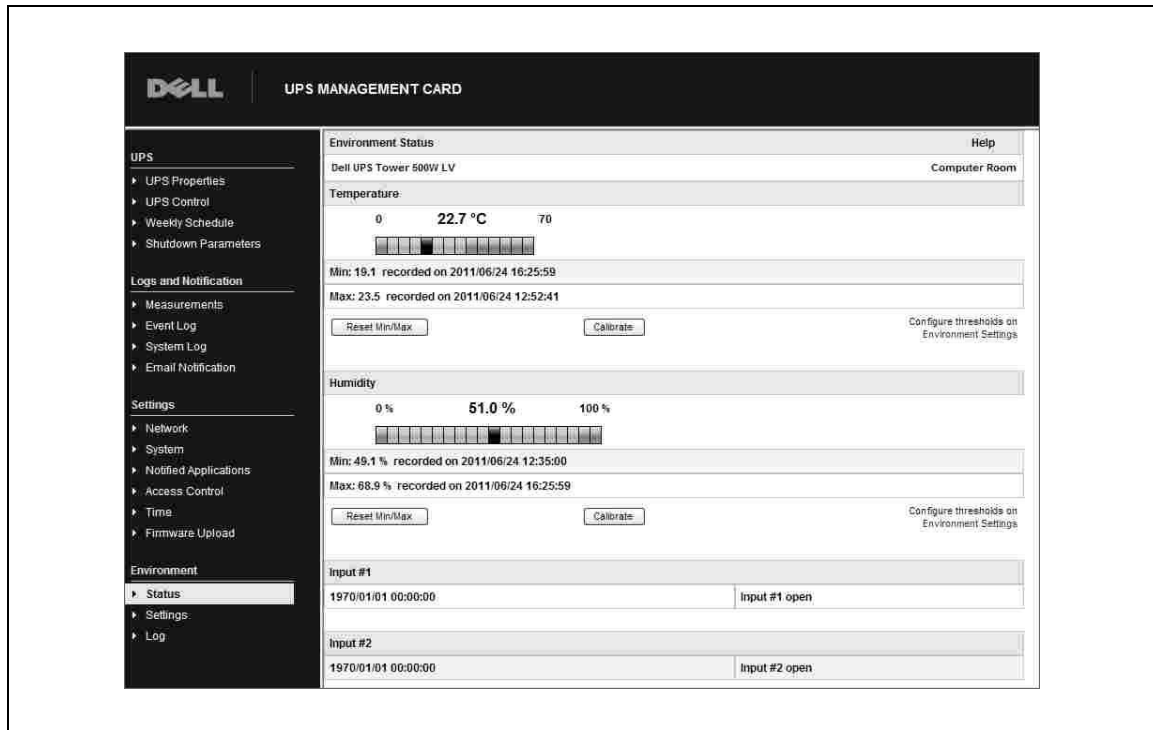 DELL
UPS MANAGEMENT CARD
UPS
UPS Properties
UPS Control
Weekly Schedule
Shutdown Parameters
Logs and Notification
Measurements
Event Log
System Log
Email Notification
Settings
Network
System
Notified Applications
Access Control
Time
Firmware Upload
Environment
Status
Settings
Log
Environment Status Help
Dell UPS Tower 500W LV Computer Room
Temperature
0 22.7 °C 70
Min: 19.1 recorded on 2011/06/24 16:25:59
Max: 23.5 recorded on 2011/06/24 12:52:41
Reset Min/Max Calibrate Configure thresholds on
Environment Settings
Humidity
0 % 51.0 % 100 %
Min: 49.1 % recorded on 2011/06/24 12:35:00
Max: 68.9 % recorded on 2011/06/24 16:25:59
Reset Min/Max Calibrate Configure thresholds on
Environment Settings
Input #1
1970/01/01 00:00:00 Input #1 open
Input #2
1970/01/01 00:00:00 Input #2 open